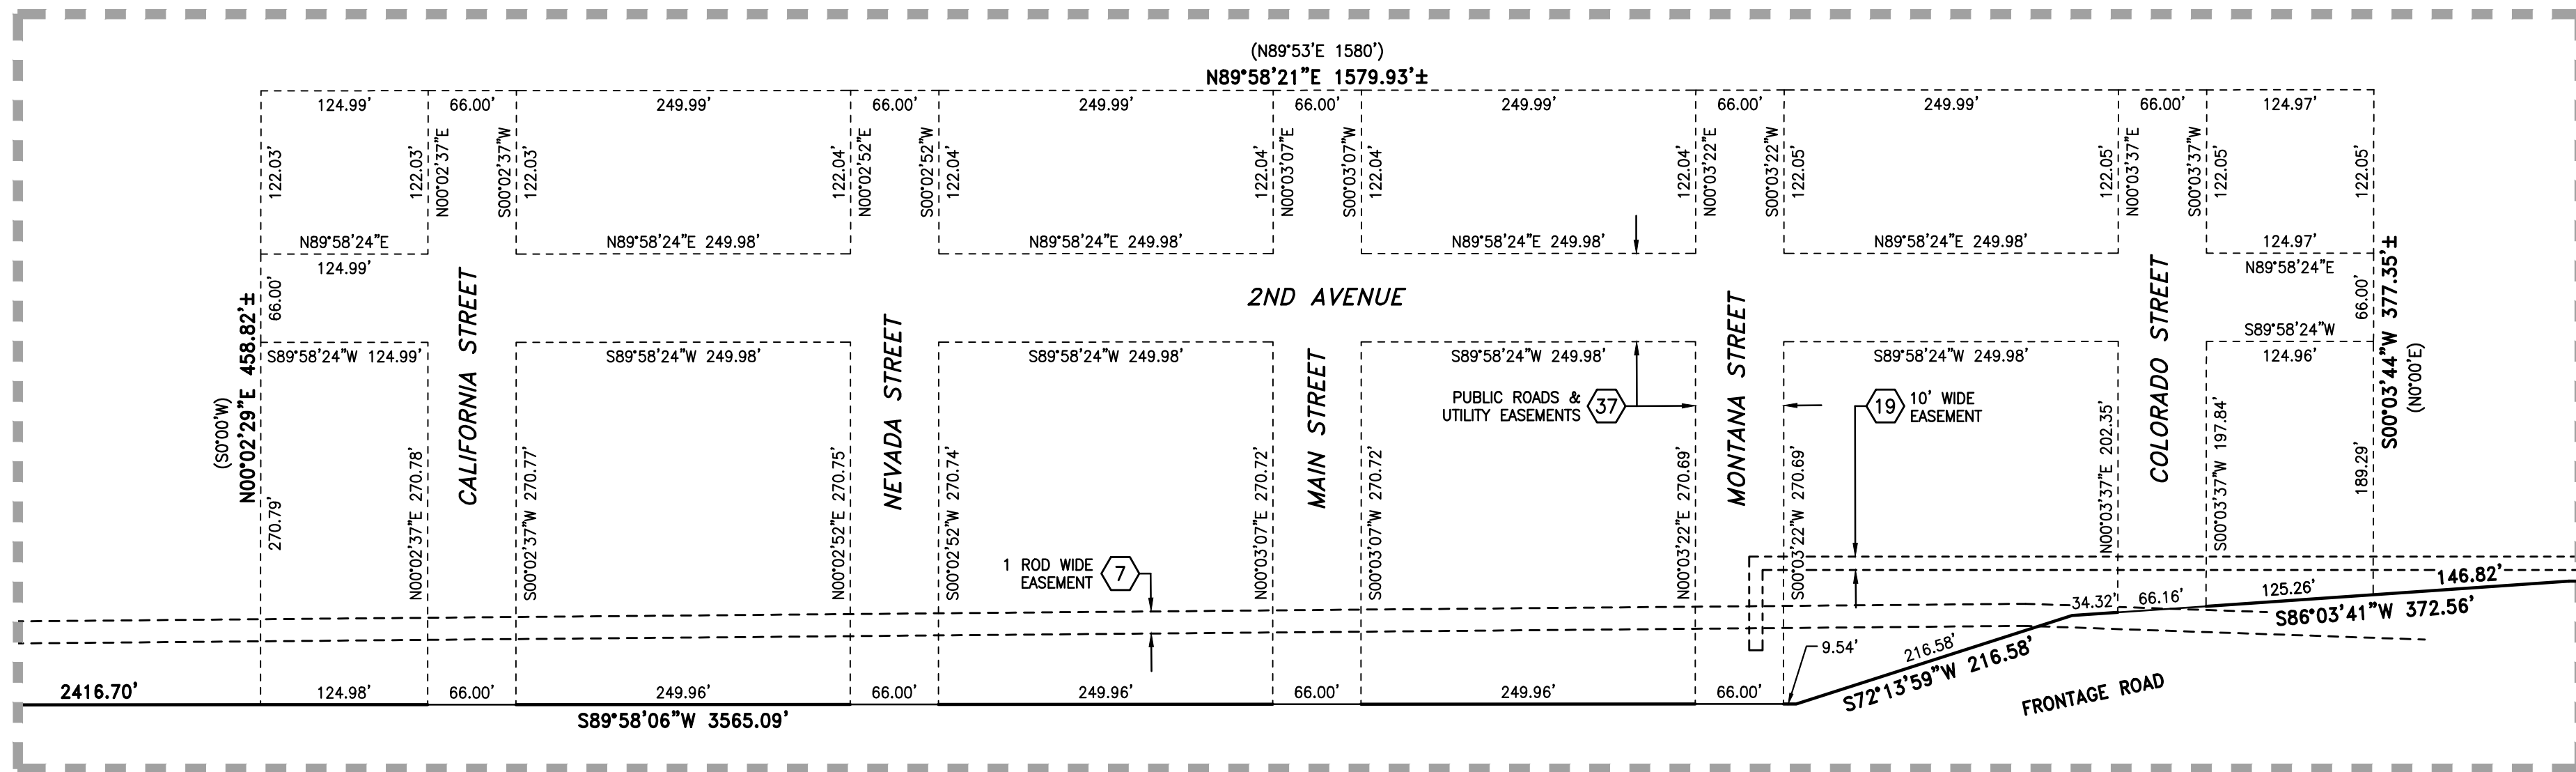 (N89°53'E 1580')
N89°58'21"E 1579.93'±
124.99' 66.00' 249.99' 66.00' 249.99' 66.00' 249.99' 66.00' 249.99' 66.00' 124.97'
122.03' 122.03' N00°02'37"E S00°02'37"W 122.03' 122.04' N00°02'52"E S00°02'52"W 122.04' 122.04' N00°03'07"E S00°03'07"W 122.04' 122.04' N00°03'22"E S00°03'22"W 122.05' 122.05' N00°03'37"E S00°03'37"W 122.05' 122.05'
N89°58'24"E N89°58'24"E 249.98' N89°58'24"E 249.98' N89°58'24"E 249.98' N89°58'24"E 249.98' 124.97'
124.99' N89°58'24"E
66.00' 2ND AVENUE 66.00'
S89°58'24"W
S89°58'24"W 124.99' S89°58'24"W 249.98' S89°58'24"W 249.98' S89°58'24"W 249.98' S89°58'24"W 249.98' 124.96'
(S0°00'W)
N00°02'29"E 458.82'±
CALIFORNIA STREET
NEVADA STREET
MAIN STREET
MONTANA STREET
COLORADO STREET
S00°03'44"W 377.35'±
(N0°00'E)
PUBLIC ROADS &
UTILITY EASEMENTS
37
19
10' WIDE
EASEMENT
270.79'
N00°02'37"E 270.78'
S00°02'37"W 270.77'
N00°02'52"E 270.75'
S00°02'52"W 270.74'
N00°03'07"E 270.72'
S00°03'07"W 270.72'
N00°03'22"E 270.69'
S00°03'22"W 270.69'
N00°03'37"E 202.35'
S00°03'37"W 197.84'
189.29'
1 ROD WIDE
EASEMENT
7
34.32' 66.16' 125.26' 146.82'
S86°03'41"W 372.56'
9.54'
216.58'
S72°13'59"W 216.58'
FRONTAGE ROAD
2416.70' 124.98' 66.00' 249.96' 66.00' 249.96' 66.00' 249.96' 66.00'
S89°58'06"W 3565.09'